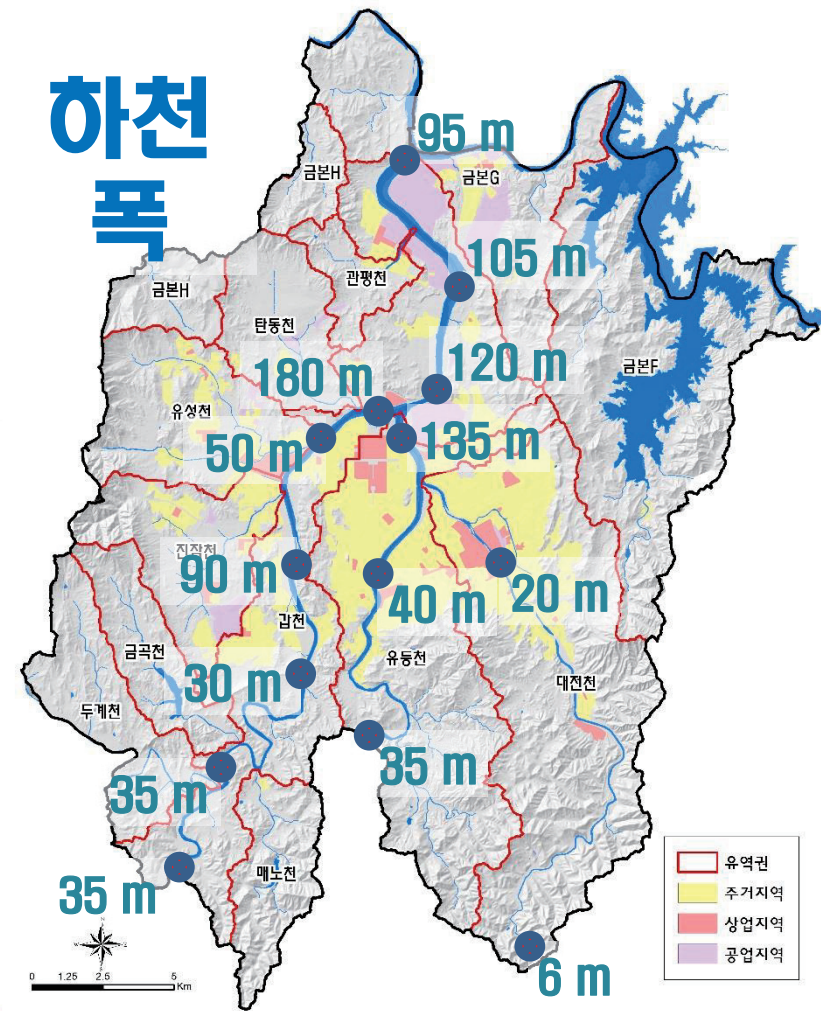 하천
폭
95 m
금본H
금본G
105 m
관평천
금본H
탄동천
120 m
180 m
금본F
유성천
50 m
135 m
진잠천
90 m
40 m
20 m
갑천
금곡천
유등천
30 m
대전천
두계천
35 m
35 m
매노천
35 m
6 m
유역권
주거지역
상업지역
공업지역
N
W
E
S
0 1.25 2.5 5
Km